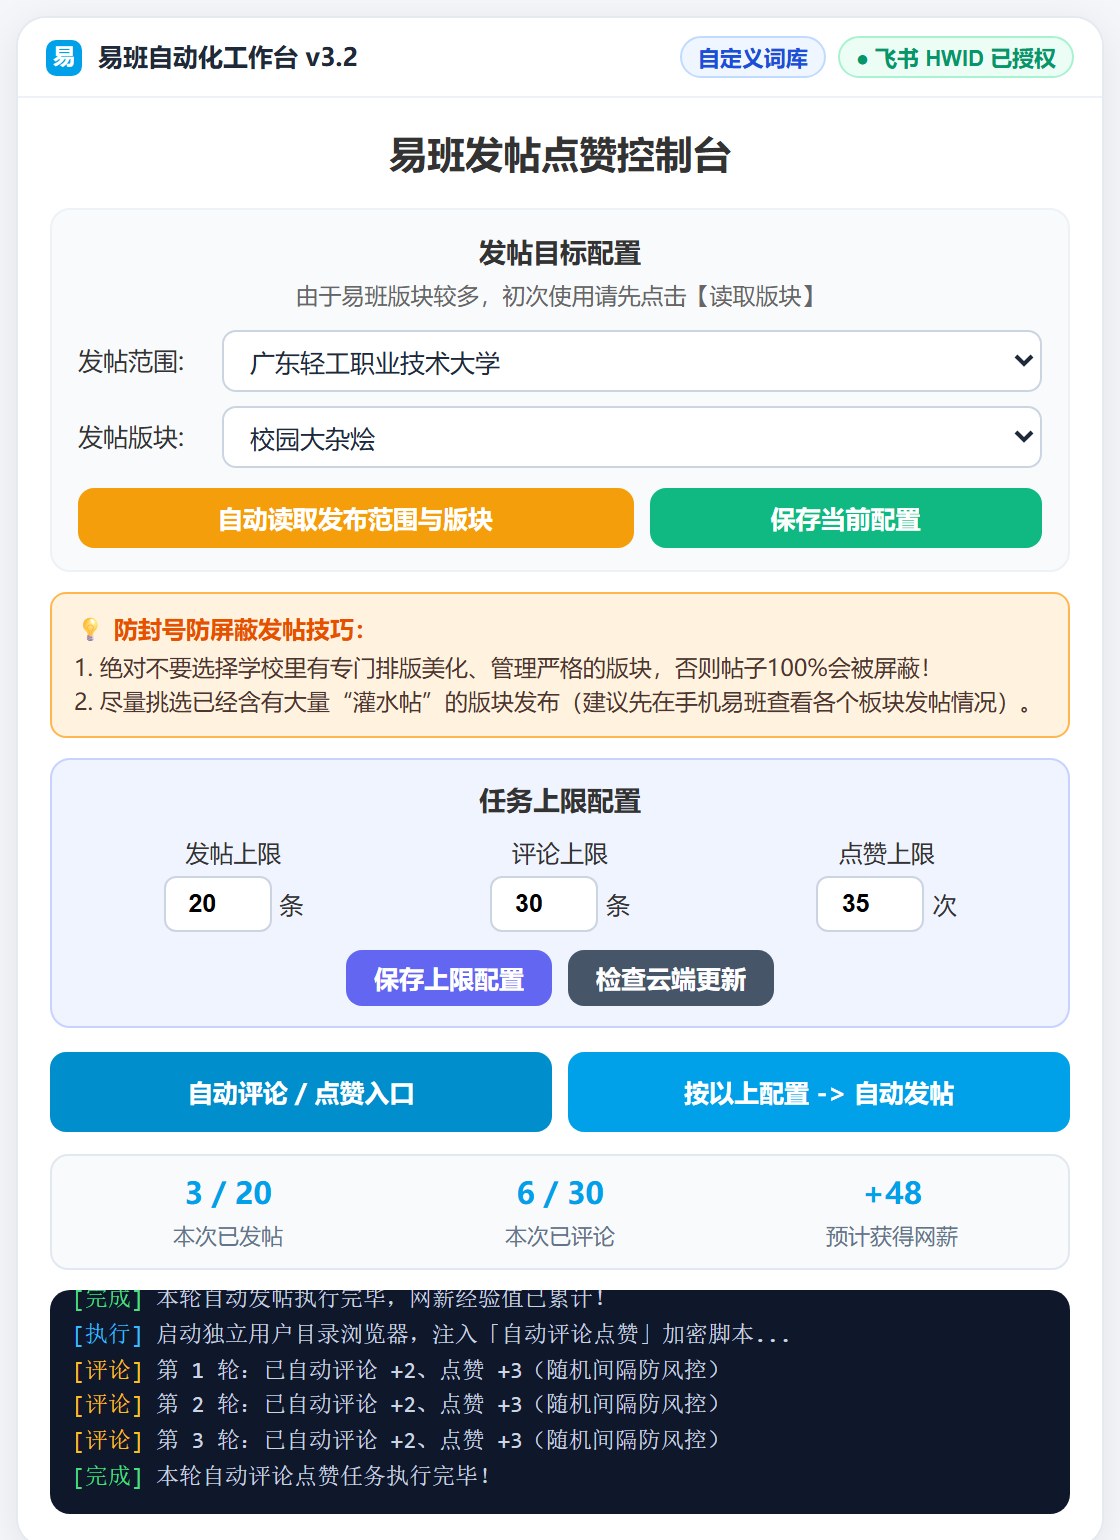 易 易班自动化工作台 v3.2 自定义词库 ● 飞书 HWID 已授权
易班发帖点赞控制台
发帖目标配置
由于易班版块较多，初次使用请先点击【读取版块】
发帖范围: 广东轻工职业技术大学
发帖版块: 校园大杂烩
自动读取发布范围与版块 保存当前配置
💡 防封号防屏蔽发帖技巧：
1. 绝对不要选择学校里有专门排版美化、管理严格的版块，否则帖子100%会被屏蔽！
2. 尽量挑选已经含有大量“灌水帖”的版块发布（建议先在手机易班查看各个板块发帖情况）。
任务上限配置
发帖上限 评论上限 点赞上限
20 条 30 条 35 次
保存上限配置 检查云端更新
自动评论 / 点赞入口 按以上配置 -> 自动发帖
3 / 20 6 / 30 +48
本次已发帖 本次已评论 预计获得网薪
[完成] 本轮自动发帖执行完毕，网薪经验值已累计！
[执行] 启动独立用户目录浏览器，注入「自动评论点赞」加密脚本...
[评论] 第 1 轮：已自动评论 +2、点赞 +3（随机间隔防风控）
[评论] 第 2 轮：已自动评论 +2、点赞 +3（随机间隔防风控）
[评论] 第 3 轮：已自动评论 +2、点赞 +3（随机间隔防风控）
[完成] 本轮自动评论点赞任务执行完毕！